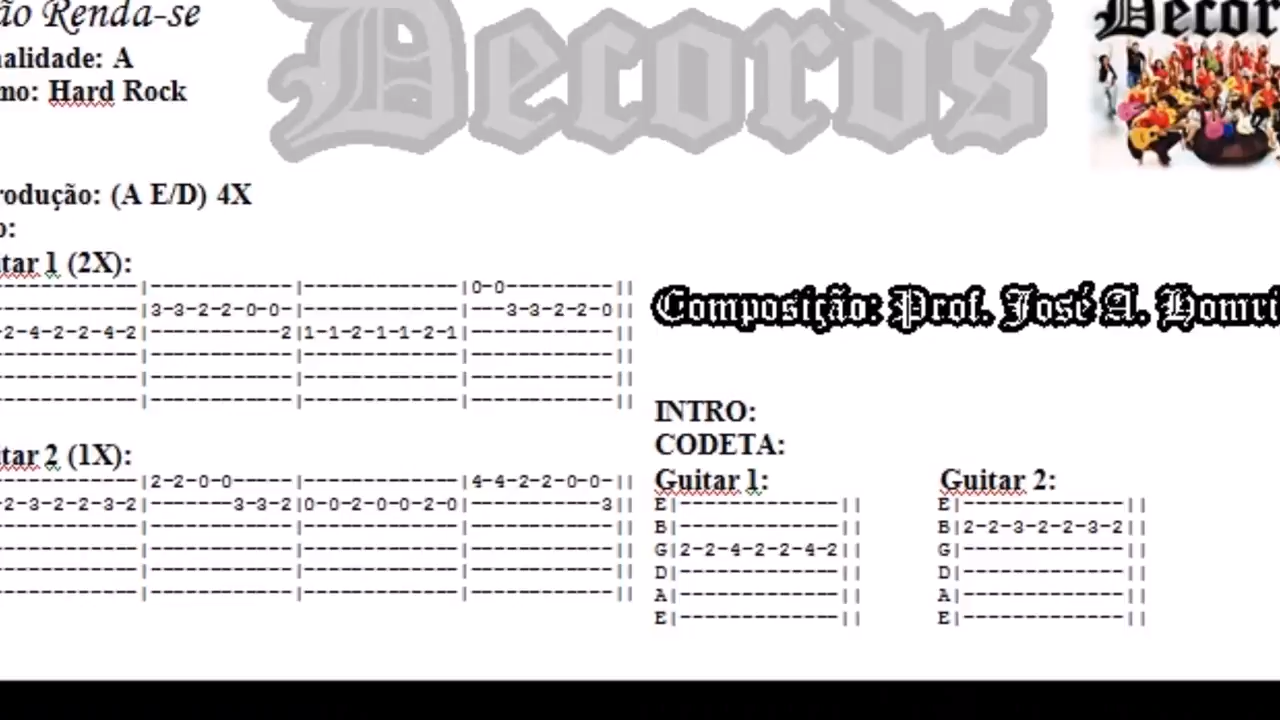 ão Renda-se
alidade: A
mo: Hard Rock
Decords
Decor
rodução: (A E/D) 4X
o:
tar 1 (2X):
--------------|--------------|---------------|0-0-----------||
--------------|3-3-2-2-0-0-|---------------|---3-3-2-2-0||
2-4-2-2-4-2|-------------2|1-1-2-1-1-2-1|--------------||
--------------|--------------|---------------|--------------||
--------------|--------------|---------------|--------------||
--------------|--------------|---------------|--------------||
Composição: Prof. José A.
tar 2 (1X):
--------------|2-2-0-0------|---------------|4-4-2-2-0-0-||
2-3-2-2-3-2|--------3-3-2|0-0-2-0-0-2-0|-------------3||
--------------|--------------|---------------|--------------||
--------------|--------------|---------------|--------------||
--------------|--------------|---------------|--------------||
--------------|--------------|---------------|--------------||
INTRO:
CODETA:
Guitar 1:
E|--------------||
B|--------------||
G|2-2-4-2-2-4-2||
D|--------------||
A|--------------||
E|--------------||
Guitar 2:
E|--------------||
B|2-2-3-2-2-3-2||
G|--------------||
D|--------------||
A|--------------||
E|--------------||